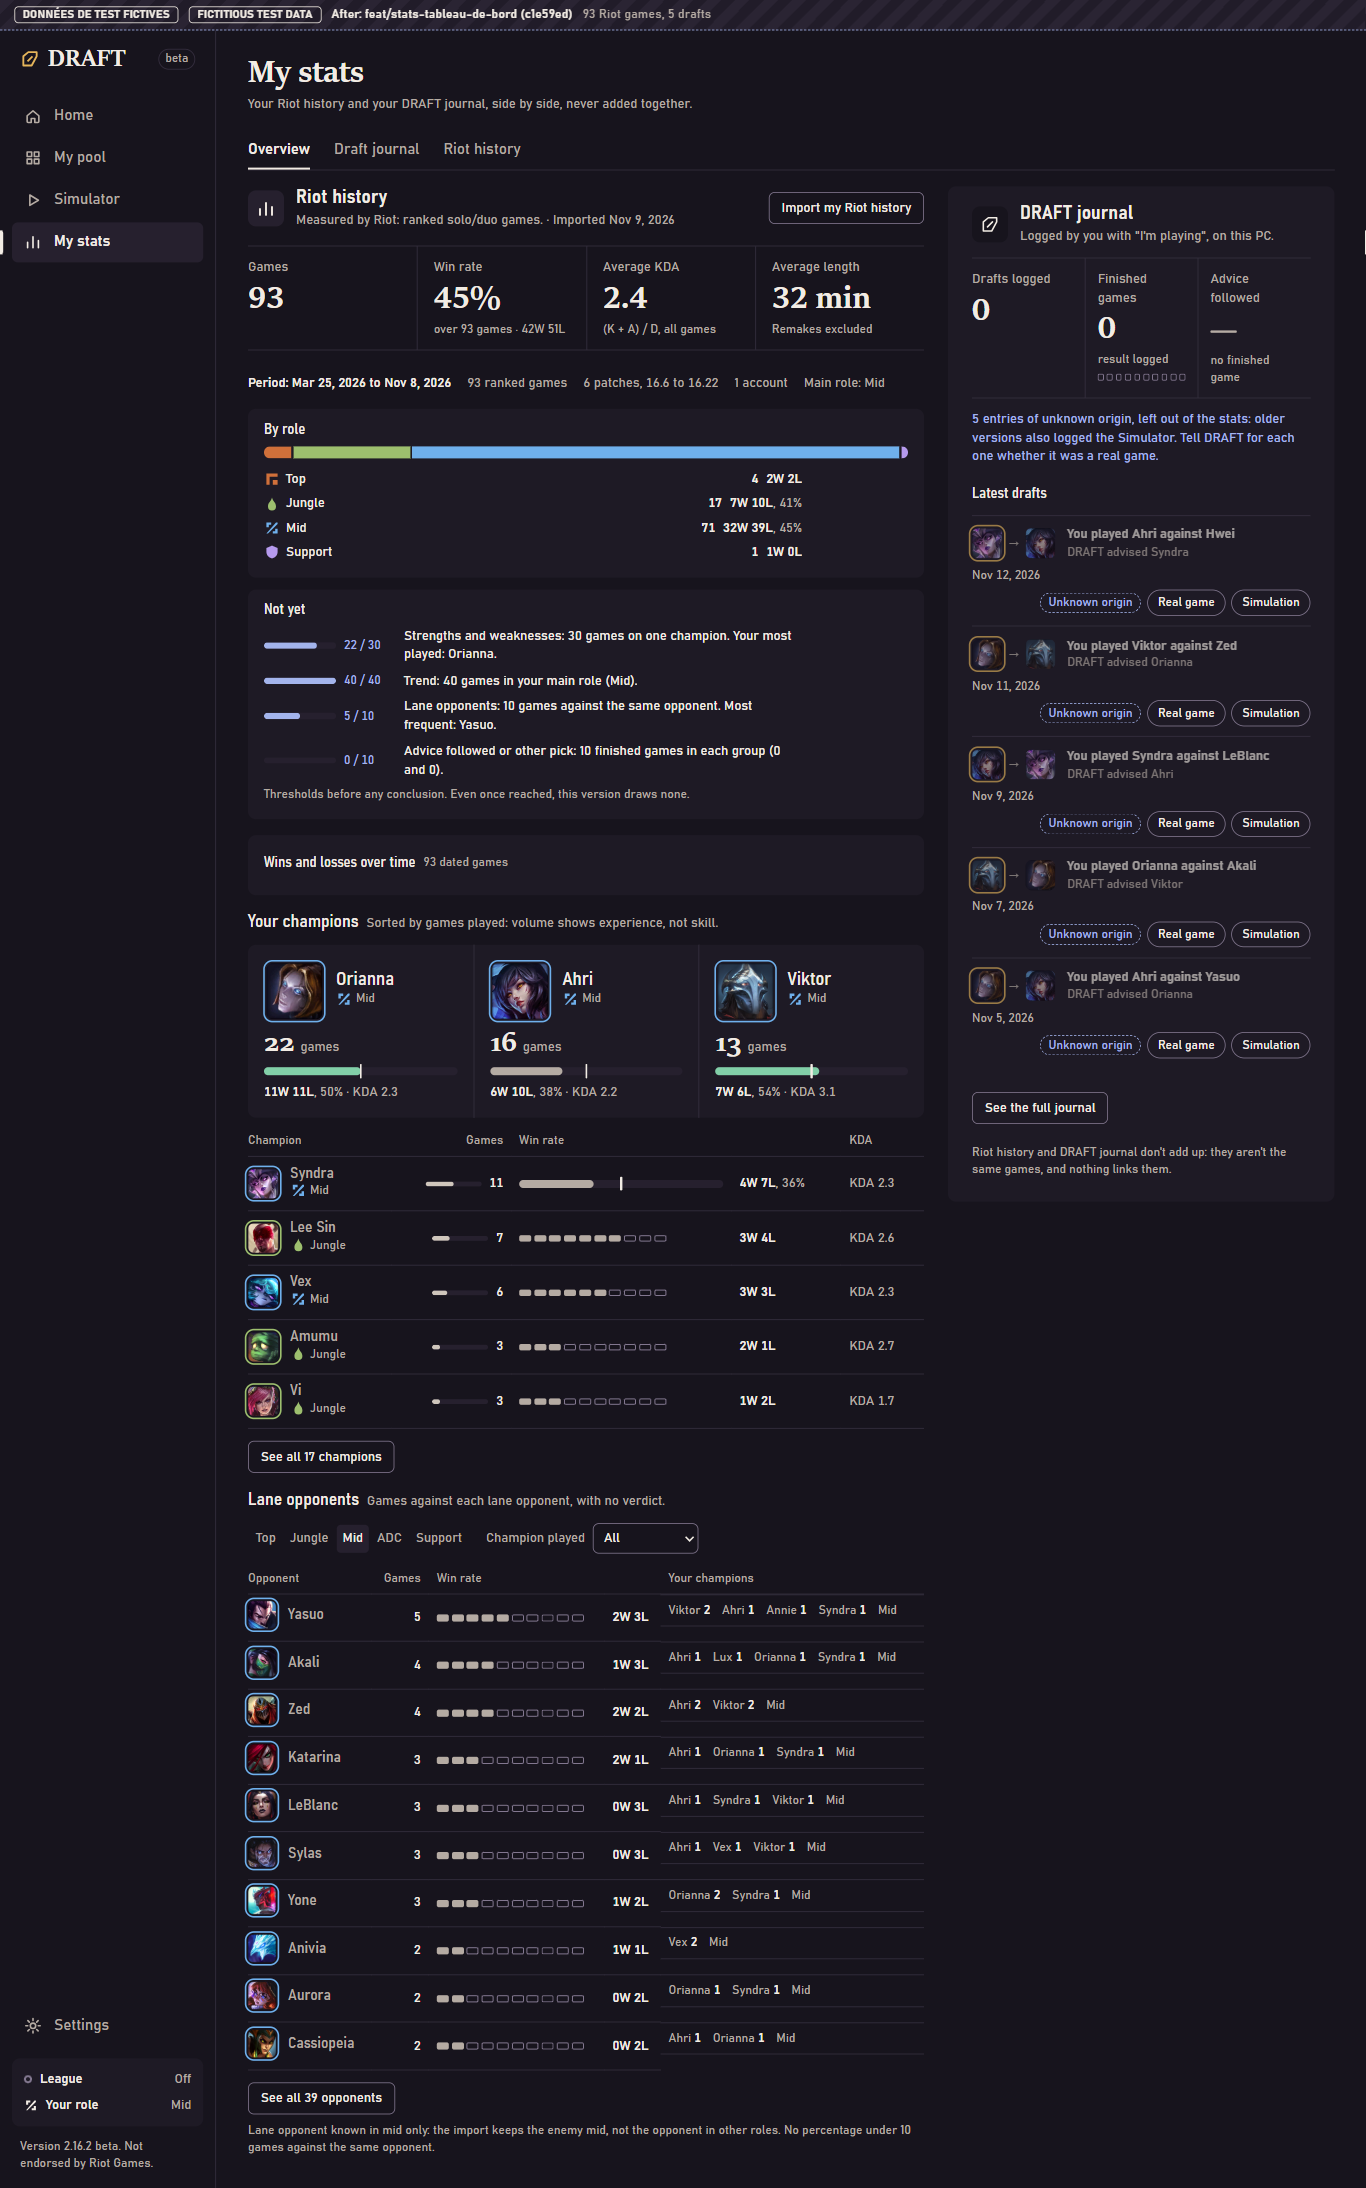 DONNÉES DE TEST FICTIVES FICTITIOUS TEST DATA After: feat/stats-tableau-de-bord (c1e59ed) 93 Riot games, 5 drafts
DRAFT beta
Home
My pool
Simulator
My stats
My stats
Your Riot history and your DRAFT journal, side by side, never added together.
Overview Draft journal Riot history
Riot history
Measured by Riot: ranked solo/duo games. · Imported Nov 9, 2026
Import my Riot history
Games
93
Win rate
45%
over 93 games · 42W 51L
Average KDA
2.4
(K + A) / D, all games
Average length
32 min
Remakes excluded
Period: Mar 25, 2026 to Nov 8, 2026 93 ranked games 6 patches, 16.6 to 16.22 1 account Main role: Mid
By role
Top 4 2W 2L
Jungle 17 7W 10L, 41%
Mid 71 32W 39L, 45%
Support 1 1W 0L
Not yet
22 / 30 Strengths and weaknesses: 30 games on one champion. Your most
played: Orianna.
40 / 40 Trend: 40 games in your main role (Mid).
5 / 10 Lane opponents: 10 games against the same opponent. Most
frequent: Yasuo.
0 / 10 Advice followed or other pick: 10 finished games in each group (0
and 0).
Thresholds before any conclusion. Even once reached, this version draws none.
Wins and losses over time 93 dated games
Your champions Sorted by games played: volume shows experience, not skill.
Orianna
Mid
22 games
11W 11L, 50% · KDA 2.3
Ahri
Mid
16 games
6W 10L, 38% · KDA 2.2
Viktor
Mid
13 games
7W 6L, 54% · KDA 3.1
Champion Games Win rate KDA
Syndra
Mid
11 4W 7L, 36% KDA 2.3
Lee Sin
Jungle
7 3W 4L KDA 2.6
Vex
Mid
6 3W 3L KDA 2.3
Amumu
Jungle
3 2W 1L KDA 2.7
Vi
Jungle
3 1W 2L KDA 1.7
See all 17 champions
Lane opponents Games against each lane opponent, with no verdict.
Top Jungle Mid ADC Support Champion played All
Opponent Games Win rate Your champions
Yasuo 5 2W 3L Viktor 2 Ahri 1 Annie 1 Syndra 1 Mid
Akali 4 1W 3L Ahri 1 Lux 1 Orianna 1 Syndra 1 Mid
Zed 4 2W 2L Ahri 2 Viktor 2 Mid
Katarina 3 2W 1L Ahri 1 Orianna 1 Syndra 1 Mid
LeBlanc 3 0W 3L Ahri 1 Syndra 1 Viktor 1 Mid
Sylas 3 0W 3L Ahri 1 Vex 1 Viktor 1 Mid
Yone 3 1W 2L Orianna 2 Syndra 1 Mid
Anivia 2 1W 1L Vex 2 Mid
Aurora 2 0W 2L Orianna 1 Syndra 1 Mid
Cassiopeia 2 0W 2L Ahri 1 Orianna 1 Mid
See all 39 opponents
Lane opponent known in mid only: the import keeps the enemy mid, not the opponent in other roles. No percentage under 10
games against the same opponent.
DRAFT journal
Logged by you with "I'm playing", on this PC.
Drafts logged
0
Finished
games
0
result logged
Advice
followed
—
no finished
game
5 entries of unknown origin, left out of the stats: older
versions also logged the Simulator. Tell DRAFT for each
one whether it was a real game.
Latest drafts
→ You played Ahri against Hwei
DRAFT advised Syndra
Nov 12, 2026
Unknown origin Real game Simulation
→ You played Viktor against Zed
DRAFT advised Orianna
Nov 11, 2026
Unknown origin Real game Simulation
→ You played Syndra against LeBlanc
DRAFT advised Ahri
Nov 9, 2026
Unknown origin Real game Simulation
→ You played Orianna against Akali
DRAFT advised Viktor
Nov 7, 2026
Unknown origin Real game Simulation
→ You played Ahri against Yasuo
DRAFT advised Orianna
Nov 5, 2026
Unknown origin Real game Simulation
See the full journal
Riot history and DRAFT journal don't add up: they aren't the
same games, and nothing links them.
Settings
League Off
Your role Mid
Version 2.16.2 beta. Not
endorsed by Riot Games.